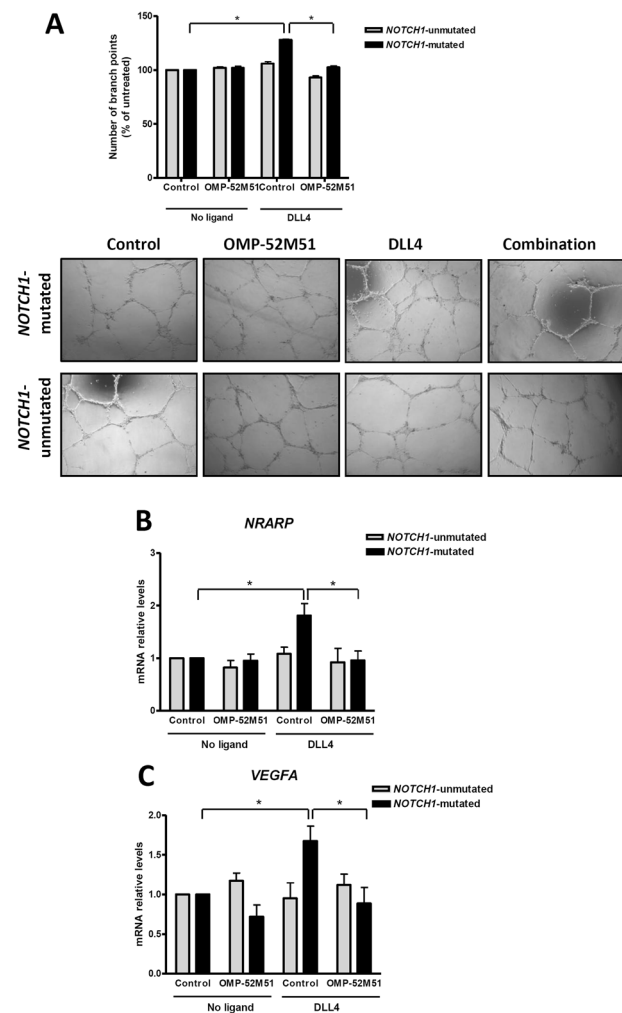 A
*
*
NOTCH1-unmutated
NOTCH1-mutated
Number of branch points
(% of untreated)
150
100
50
0
Control OMP-52M51 Control OMP-52M51
No ligand DLL4
Control OMP-52M51 DLL4 Combination
NOTCH1-
mutated
NOTCH1-
unmutated
B
NRARP
NOTCH1-unmutated
NOTCH1-mutated
*
*
mRNA relative levels
3
2
1
0
Control OMP-52M51 Control OMP-52M51
No ligand DLL4
C
VEGFA
NOTCH1-unmutated
NOTCH1-mutated
*
*
mRNA relative levels
2.0
1.5
1.0
0.5
0.0
Control OMP-52M51 Control OMP-52M51
No ligand DLL4